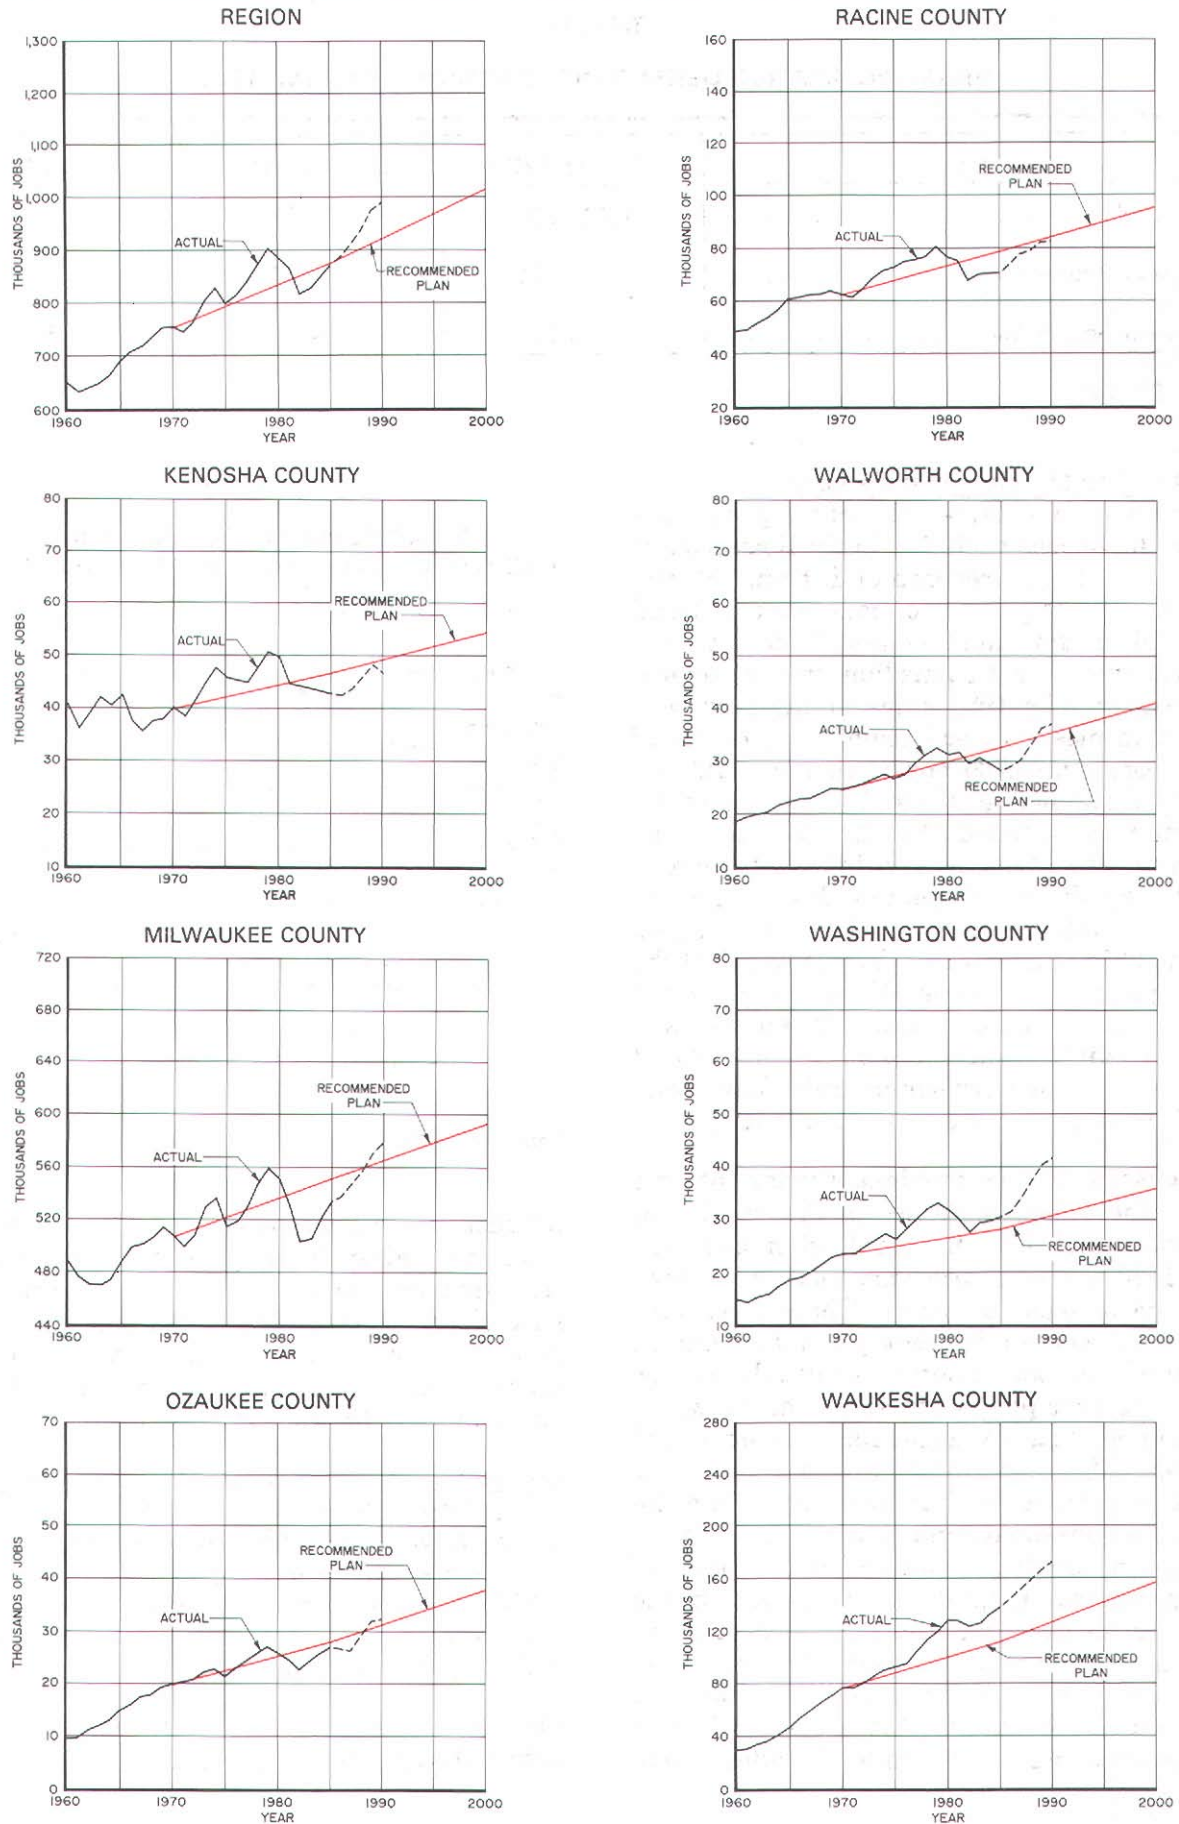 REGION
1,300
1,200
1,100
1,000
900
800
700
600
THOUSANDS OF JOBS
ACTUAL
RECOMMENDED
PLAN
1960
1970
1980
1990
2000
YEAR
RACINE COUNTY
160
140
120
100
80
60
40
20
THOUSANDS OF JOBS
RECOMMENDED
PLAN
ACTUAL
1960
1970
1980
1990
2000
YEAR
KENOSHA COUNTY
80
70
60
50
40
30
20
10
THOUSANDS OF JOBS
RECOMMENDED
PLAN
ACTUAL
1960
1970
1980
1990
2000
YEAR
WALWORTH COUNTY
80
70
60
50
40
30
20
10
THOUSANDS OF JOBS
ACTUAL
RECOMMENDED
PLAN
1960
1970
1980
1990
2000
YEAR
MILWAUKEE COUNTY
720
680
640
600
560
520
480
440
THOUSANDS OF JOBS
RECOMMENDED
PLAN
ACTUAL
1960
1970
1980
1990
2000
YEAR
WASHINGTON COUNTY
80
70
60
50
40
30
20
10
THOUSANDS OF JOBS
ACTUAL
RECOMMENDED
PLAN
1960
1970
1980
1990
2000
YEAR
OZAUKEE COUNTY
70
60
50
40
30
20
10
0
THOUSANDS OF JOBS
RECOMMENDED
PLAN
ACTUAL
1960
1970
1980
1990
2000
YEAR
WAUKESHA COUNTY
280
240
200
160
120
80
40
0
THOUSANDS OF JOBS
ACTUAL
RECOMMENDED
PLAN
1960
1970
1980
1990
2000
YEAR